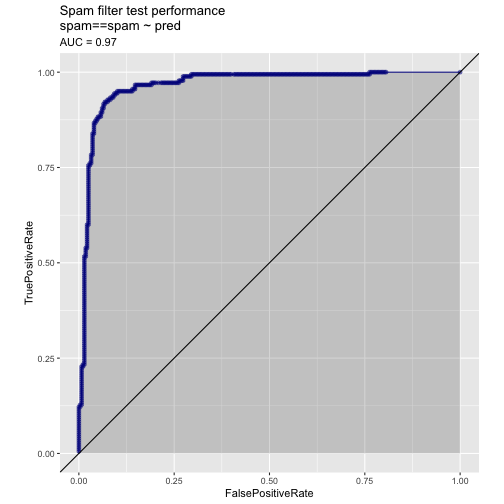 Spam filter test performance
spam==spam ~ pred
AUC = 0.97
1.00
0.75
0.50
0.25
0.00
TruePositiveRate
0.00 0.25 0.50 0.75 1.00
FalsePositiveRate